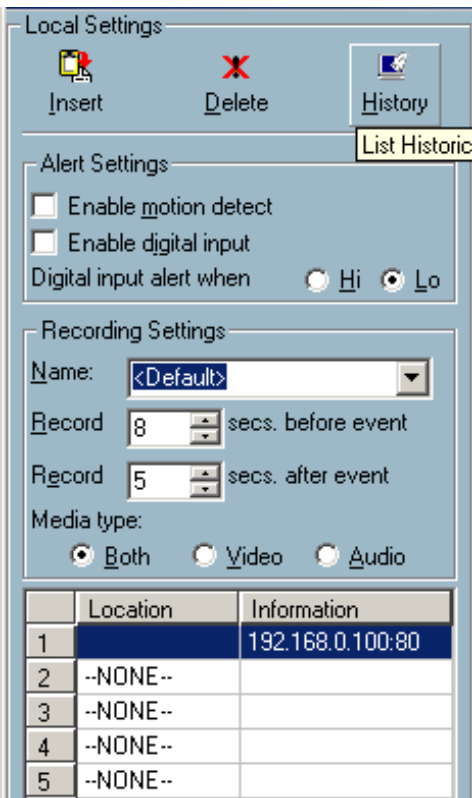 Local Settings
Insert Delete History
List Historic
Alert Settings
Enable motion detect
Enable digital input
Digital input alert when Hi Lo
Recording Settings
Name: <Default>
Record 8 secs. before event
Record 5 secs. after event
Media type:
Both Video Audio
Location Information
1 192.168.0.100:80
2 --NONE--
3 --NONE--
4 --NONE--
5 --NONE--